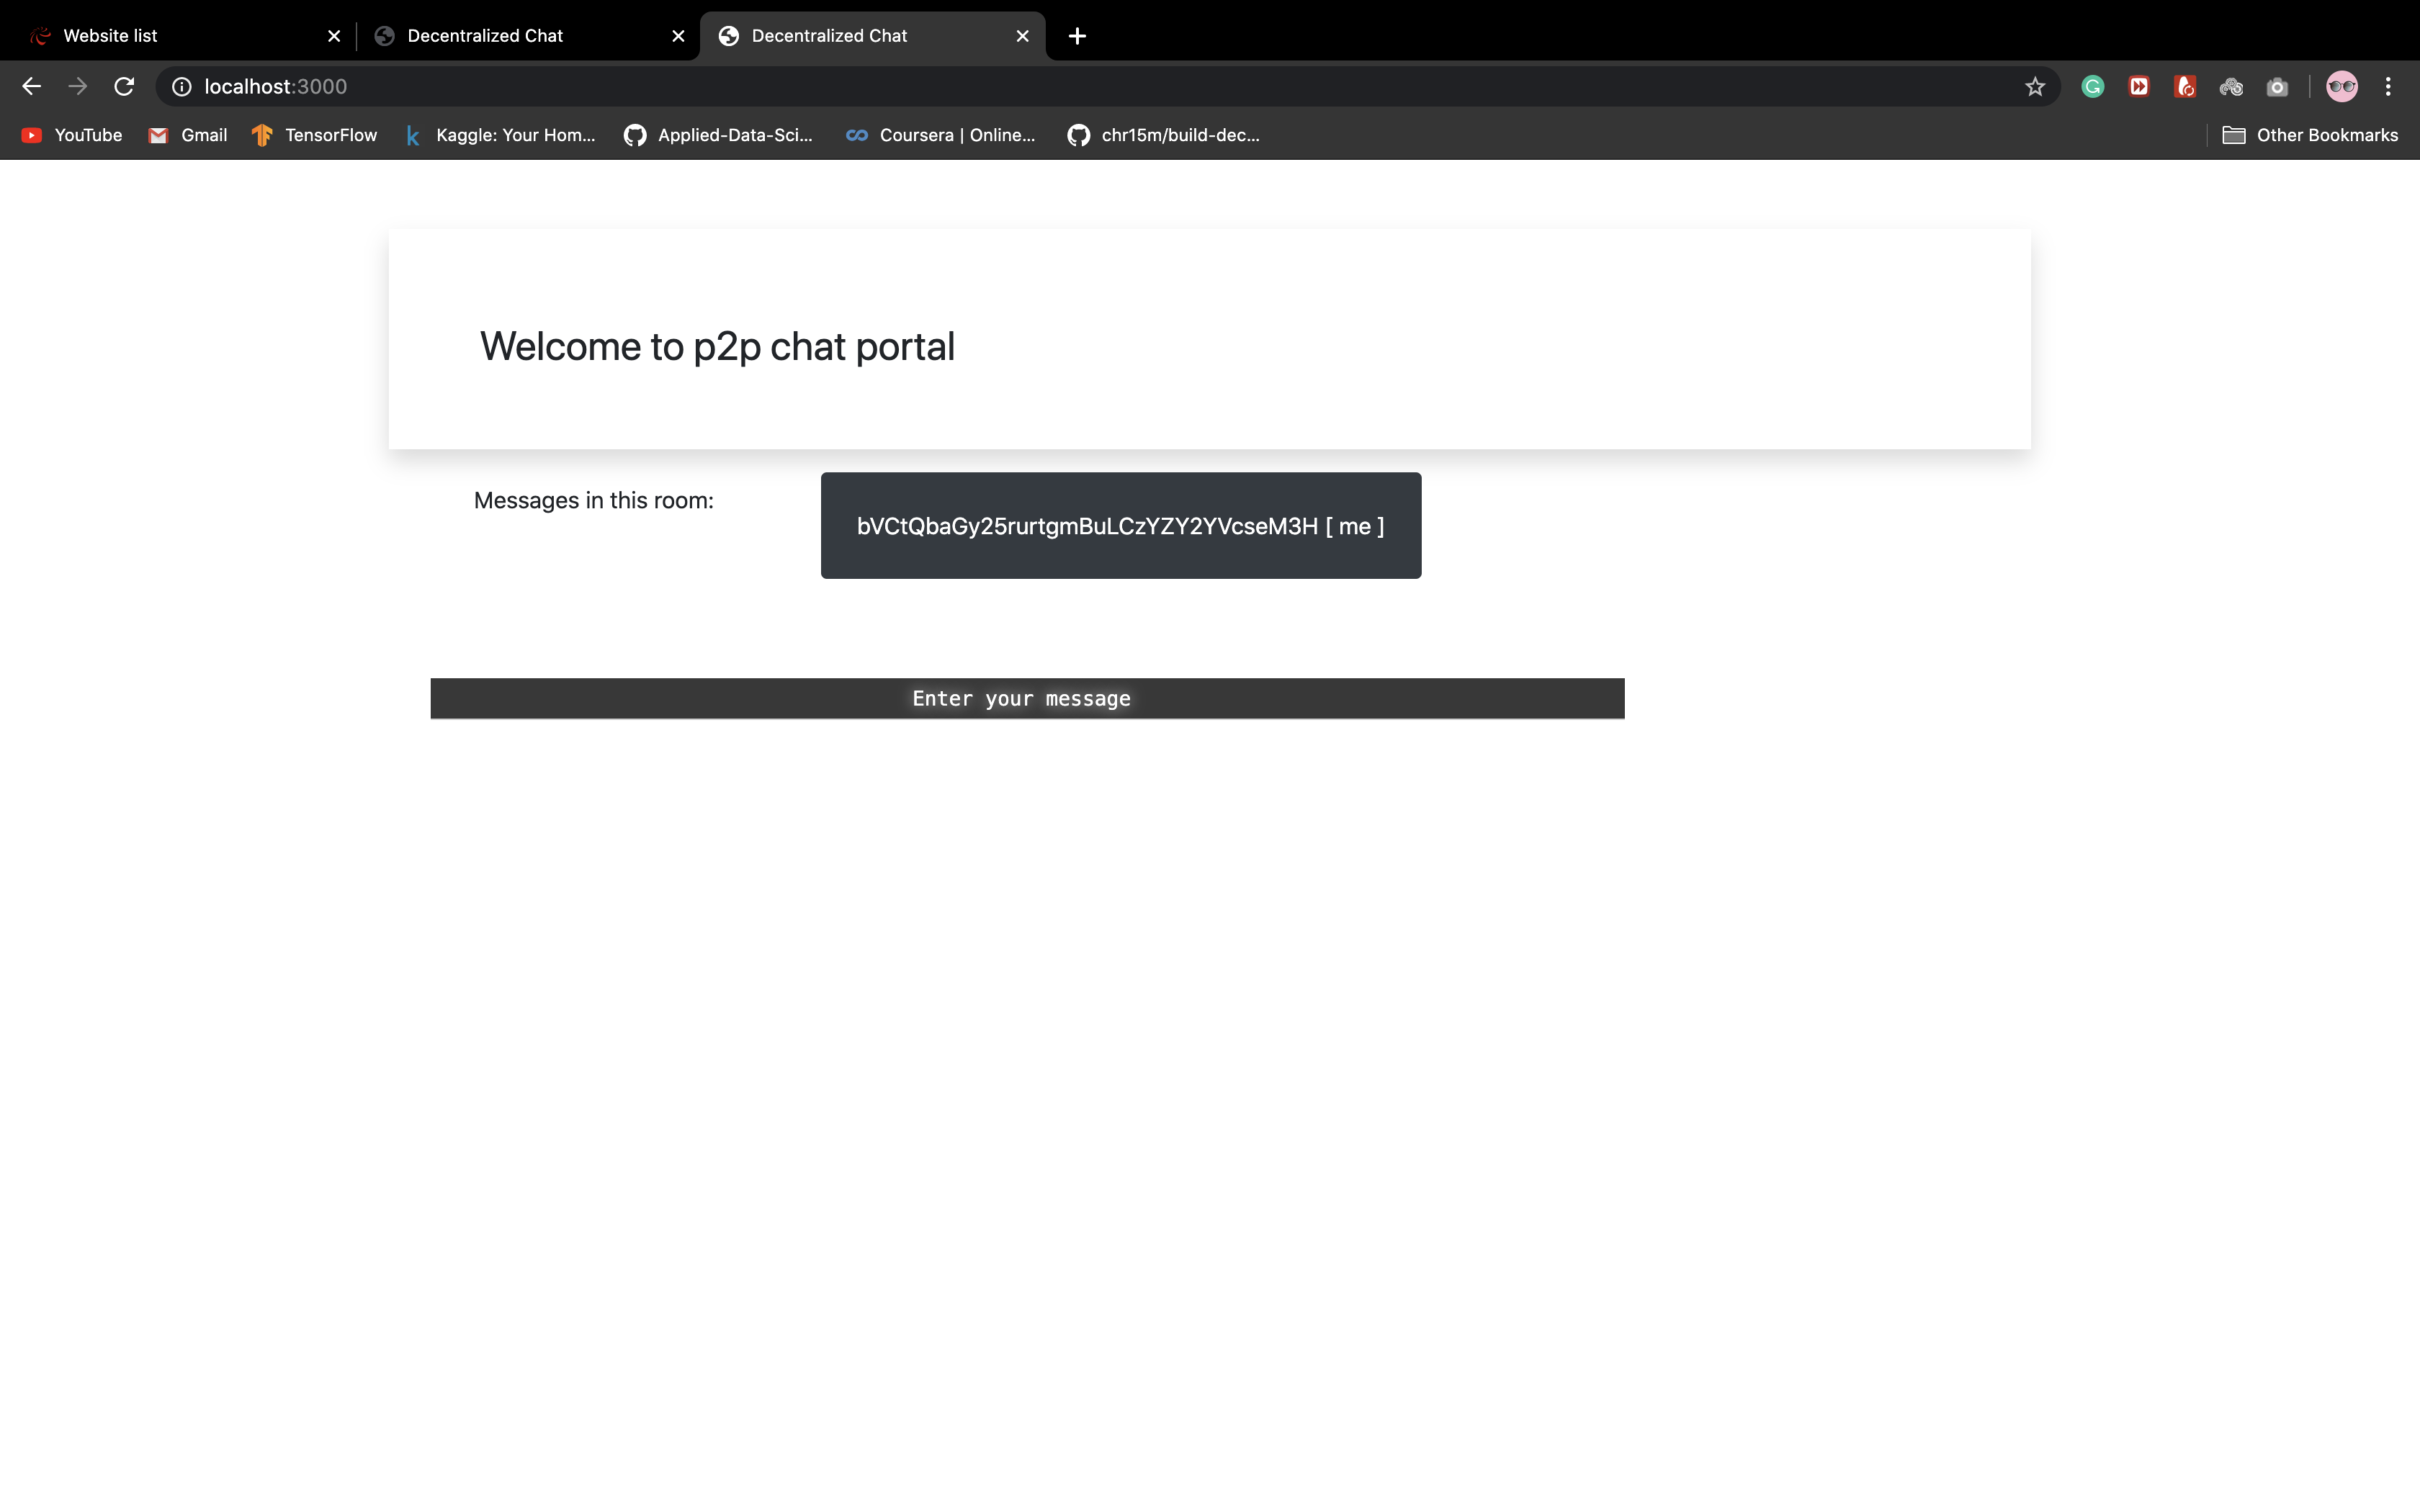 Website list
Decentralized Chat
Decentralized Chat
localhost:3000
YouTube
Gmail
TensorFlow
Kaggle: Your Hom...
Applied-Data-Sci...
Coursera | Online...
chr15m/build-dec...
Other Bookmarks
Welcome to p2p chat portal
Messages in this room:
bVCtQbaGy25rurtgmBuLCzYZY2YVcseM3H [ me ]
Enter your message